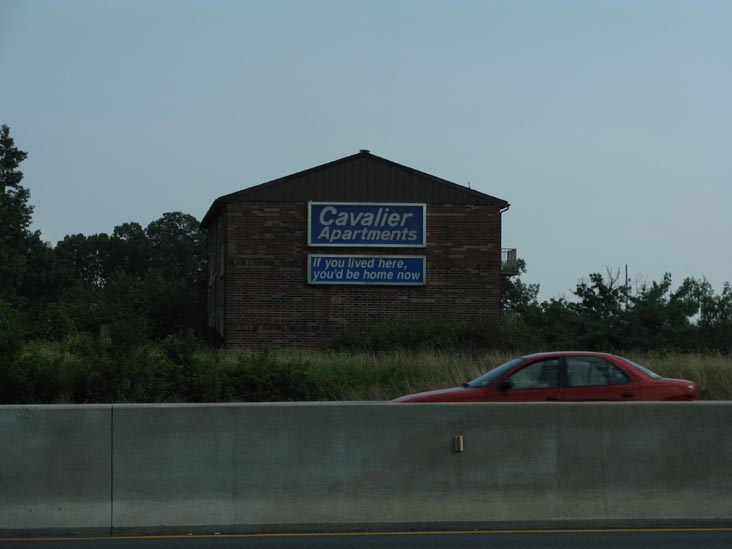 Cavalier
Apartments
If you lived here,
you'd be home now